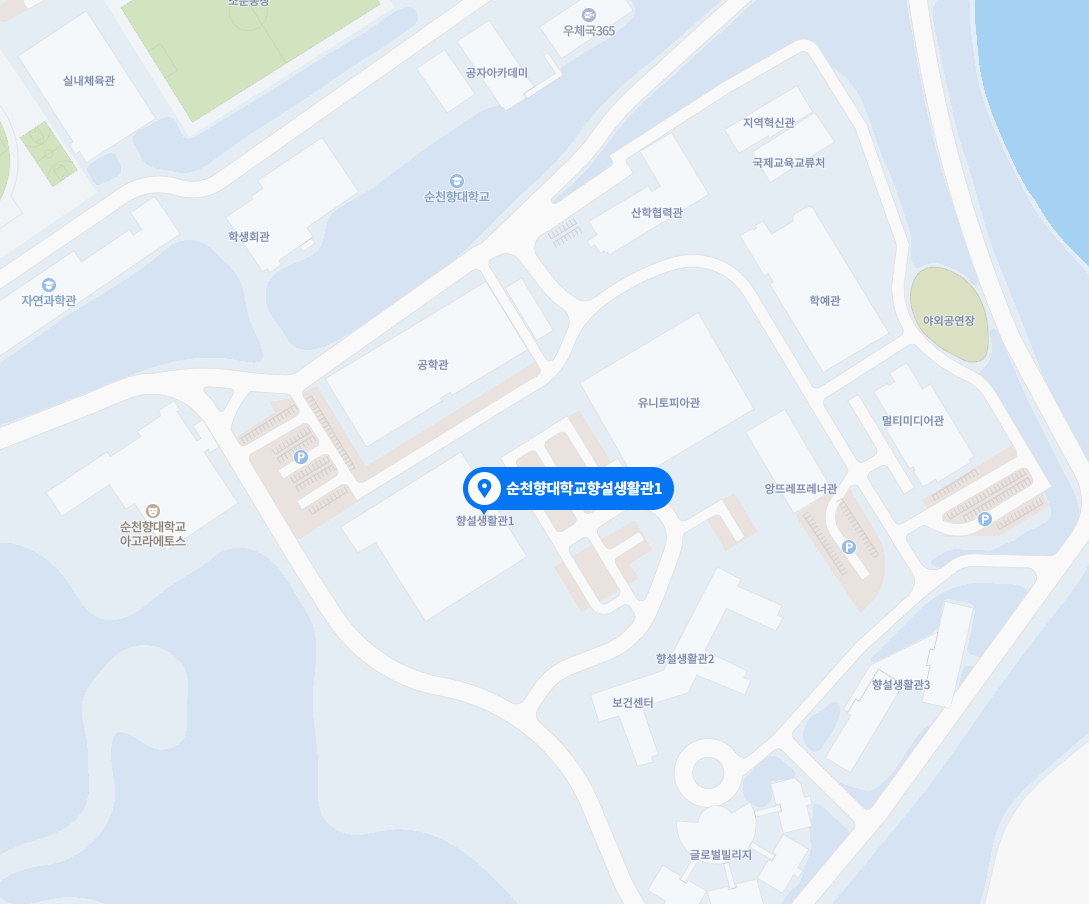 소운동장
우체국365
실내체육관
공자아카데미
지역혁신관
국제교육교류처
순천향대학교
산학협력관
학생회관
자연과학관
학예관
야외공연장
공학관
유니토피아관
멀티미디어관
P
순천향대학교향설생활관1
앙뜨레프레너관
향설생활관1
순천향대학교
아고라에토스
P
P
향설생활관2
향설생활관3
보건센터
글로벌빌리지